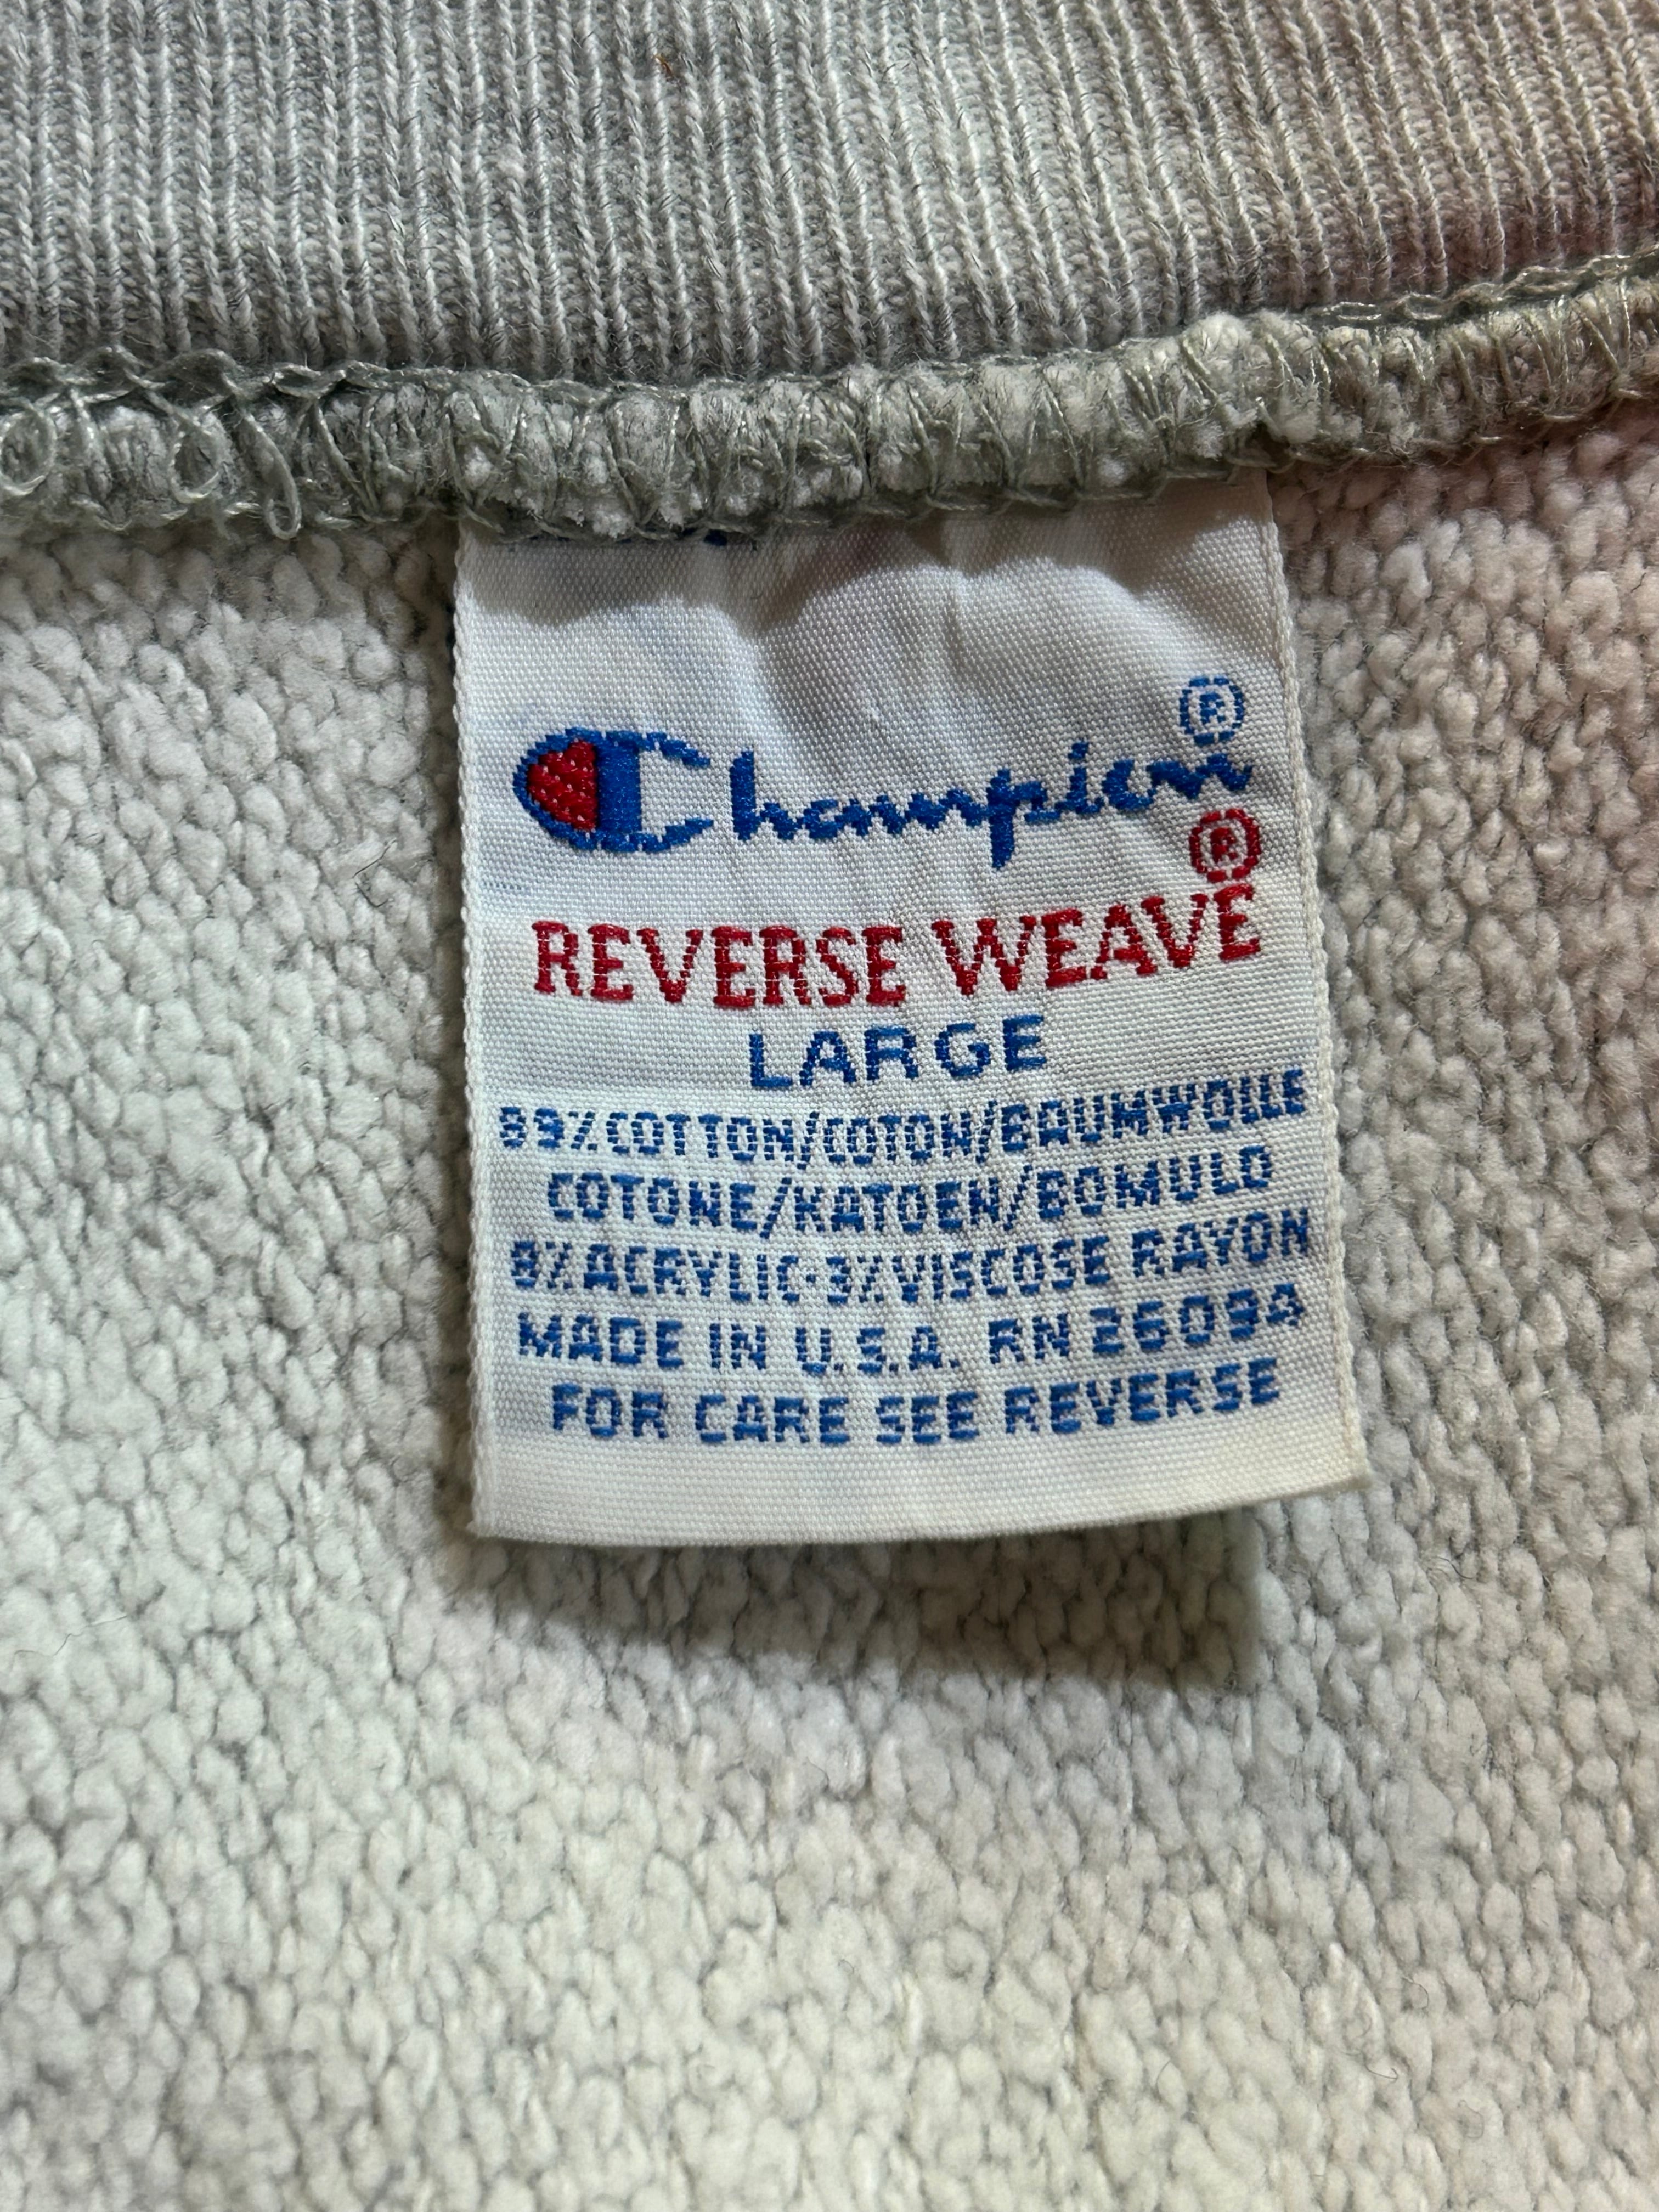 Champion®
REVERSE WEAVE®
LARGE
89% COTTON/COTON/BAUMWOLLE
COTONE/KATOEN/BOMULD
8% ACRYLIC·3% VISCOSE RAYON
MADE IN U.S.A. RN 26094
FOR CARE SEE REVERSE